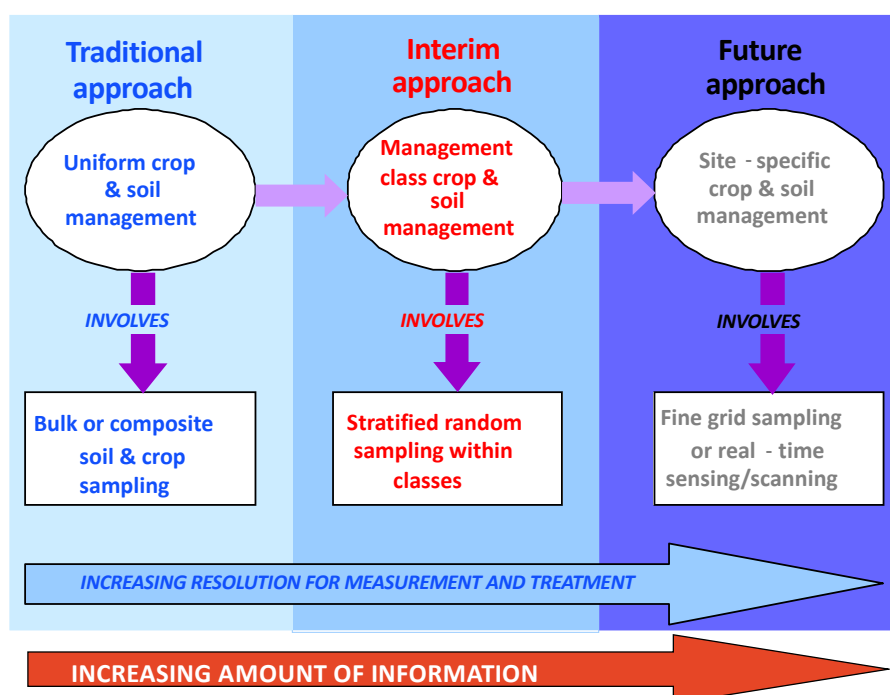 Traditional
approach
Interim
approach
Future
approach
Uniform crop
& soil
management
Management
class crop &
soil
management
Site - specific
crop & soil
management
INVOLVES
INVOLVES
INVOLVES
Bulk or composite
soil & crop
sampling
Stratified random
sampling within
classes
Fine grid sampling
or real - time
sensing/scanning
INCREASING RESOLUTION FOR MEASUREMENT AND TREATMENT
INCREASING AMOUNT OF INFORMATION